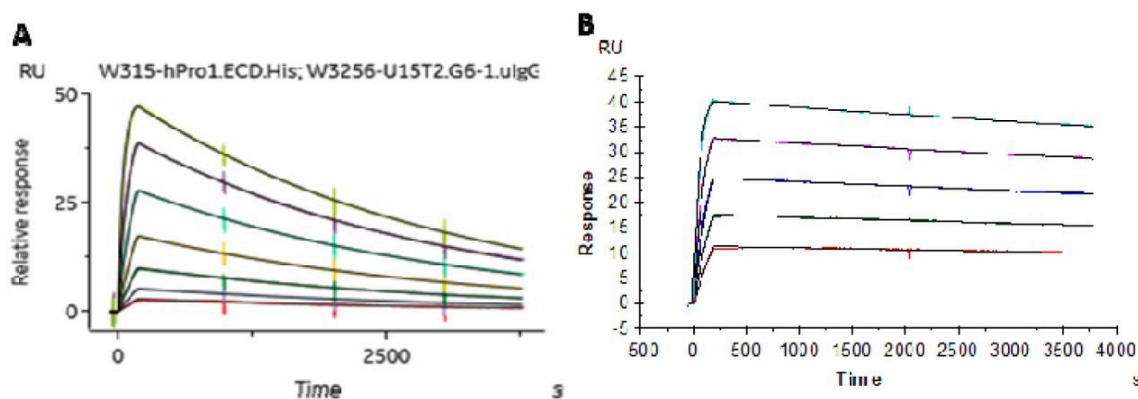 A
RU W315-hPro1.ECD.His; W3256-U15T2.G6-1.uIgG
50
25
0
Relative response
0 2500
Time s
B
RU
45
40
35
30
25
20
15
10
5
0
-5
Response
500 0 500 1000 1500 2000 2500 3000 3500 4000
Time s